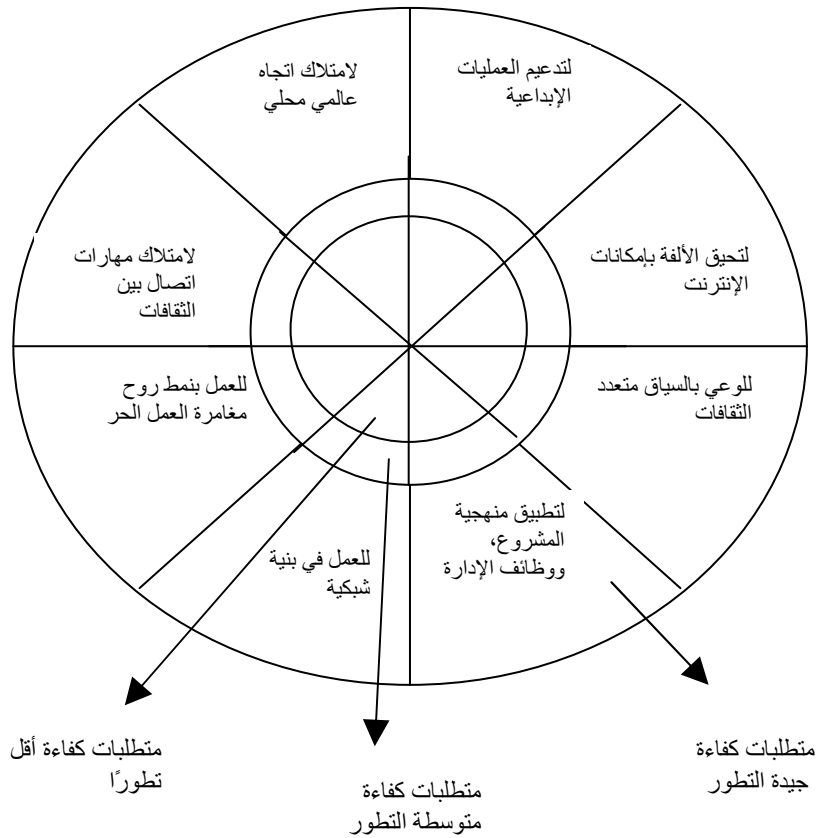 لتدعيم العمليات
الإبداعية
لامتلاك اتجاه
عالمي محلي
لتحيق الألفة بإمكانات
الإنترنت
لامتلاك مهارات
اتصال بين
الثقافات
للوعي بالسياق متعدد
الثقافات
للعمل بنمط روح
مغامرة العمل الحر
لتطبيق منهجية
المشروع،
ووظائف الإدارة
للعمل في بنية
شبكية
متطلبات كفاءة
جيدة التطور
متطلبات كفاءة
متوسطة التطور
متطلبات كفاءة أقل
تطورًا